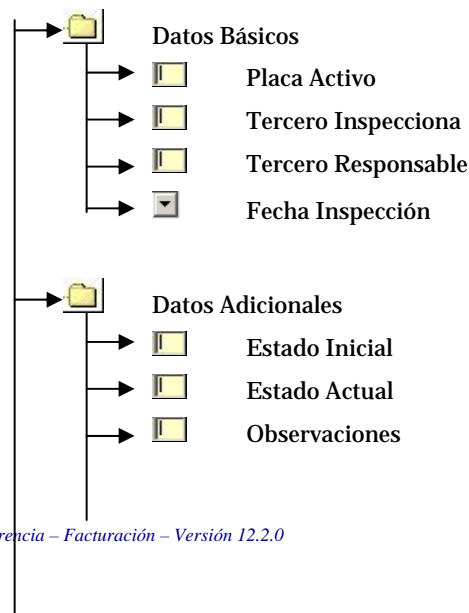 Datos Básicos
Placa Activo
Tercero Inspecciona
Tercero Responsable
Fecha Inspección
Datos Adicionales
Estado Inicial
Estado Actual
Observaciones
– Facturación – Versión 12.2.0